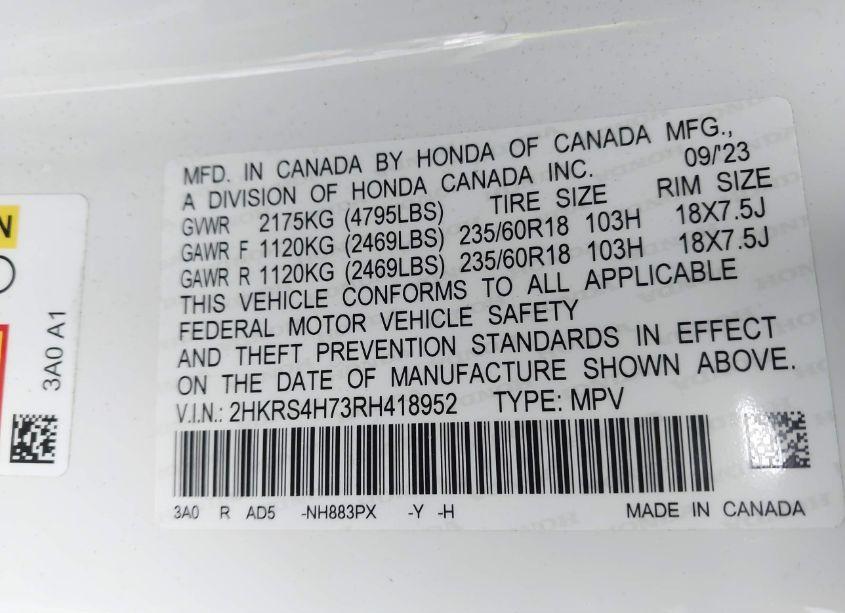 MFD. IN CANADA BY HONDA OF CANADA MFG.,
A DIVISION OF HONDA CANADA INC. 09/'23
GVWR 2175KG (4795LBS) TIRE SIZE RIM SIZE
GAWR F 1120KG (2469LBS) 235/60R18 103H 18X7.5J
GAWR R 1120KG (2469LBS) 235/60R18 103H 18X7.5J
THIS VEHICLE CONFORMS TO ALL APPLICABLE
FEDERAL MOTOR VEHICLE SAFETY
AND THEFT PREVENTION STANDARDS IN EFFECT
ON THE DATE OF MANUFACTURE SHOWN ABOVE.
V.I.N.: 2HKRS4H73RH418952 TYPE: MPV
3A0 R AD5 -NH883PX -Y -H MADE IN CANADA
3A0 A1
N